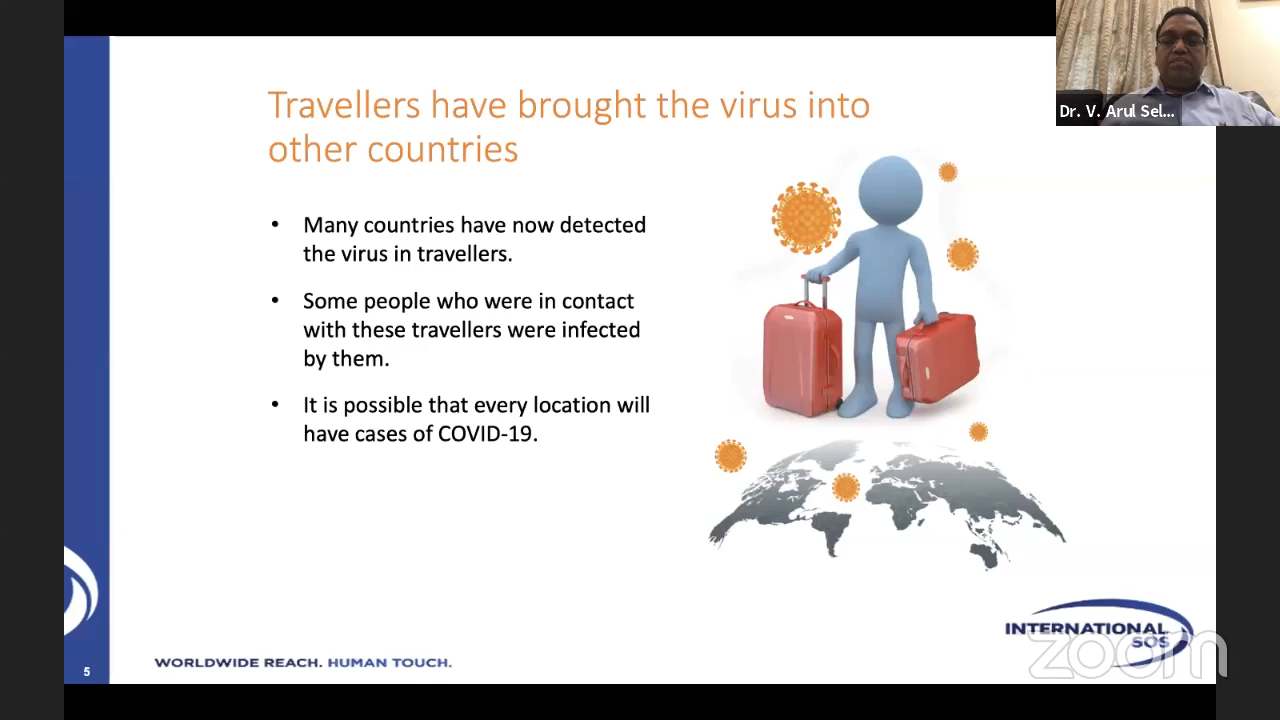 Travellers have brought the virus into
other countries
• Many countries have now detected
the virus in travellers.
• Some people who were in contact
with these travellers were infected
by them.
• It is possible that every location will
have cases of COVID-19.
Dr. V. Arul Sel...
INTERNATIONAL
SOS
zoom
WORLDWIDE REACH. HUMAN TOUCH.
5